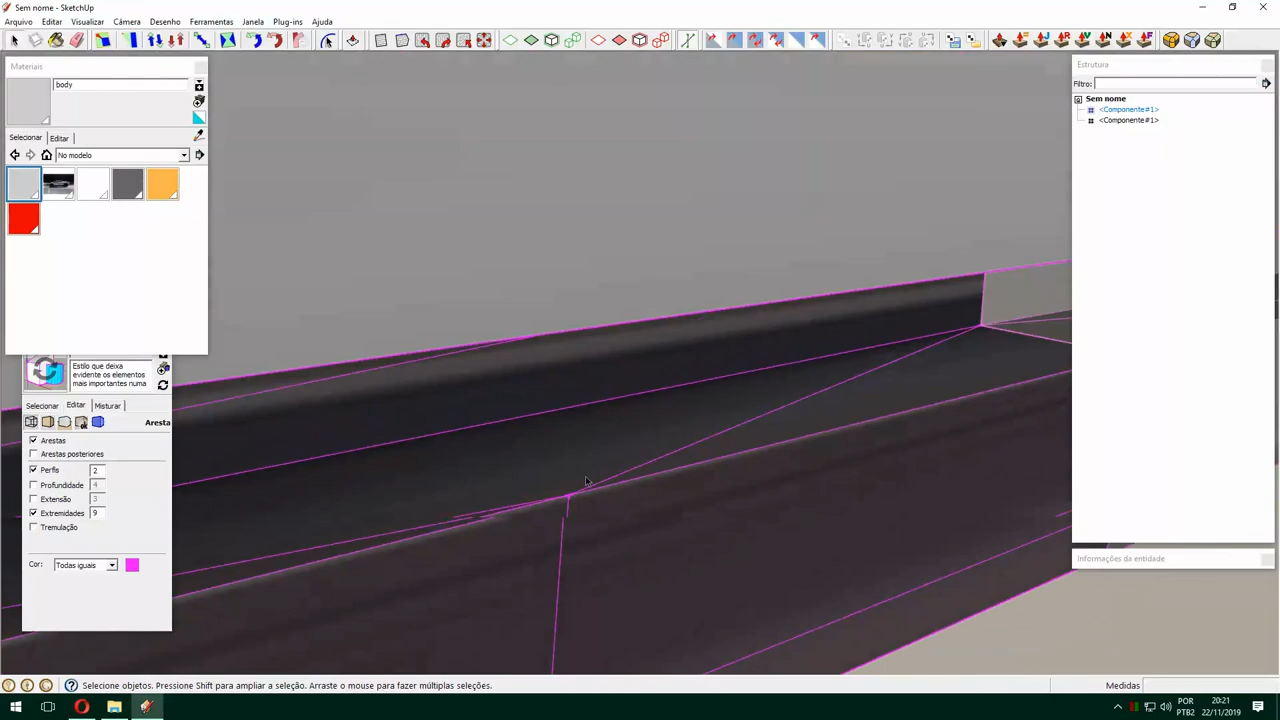 Sem nome - SketchUp
Arquivo Editar Visualizar Câmera Desenho Ferramentas Janela Plug-ins Ajuda
Materiais
body
Selecionar Editar
No modelo
Estilo que deixa
evidente os elementos
mais importantes numa
Selecionar Editar Misturar
Aresta
Arestas
Arestas posteriores
Perfis 2
Profundidade 4
Extensão 3
Extremidades 9
Tremulação
Cor: Todas iguais
Estrutura
Filtro:
Sem nome
<Componente#1>
<Componente#1>
Informações da entidade
Selecione objetos. Pressione Shift para ampliar a seleção. Arraste o mouse para fazer múltiplas seleções.
Medidas
POR
PTB2
20:21
22/11/2019